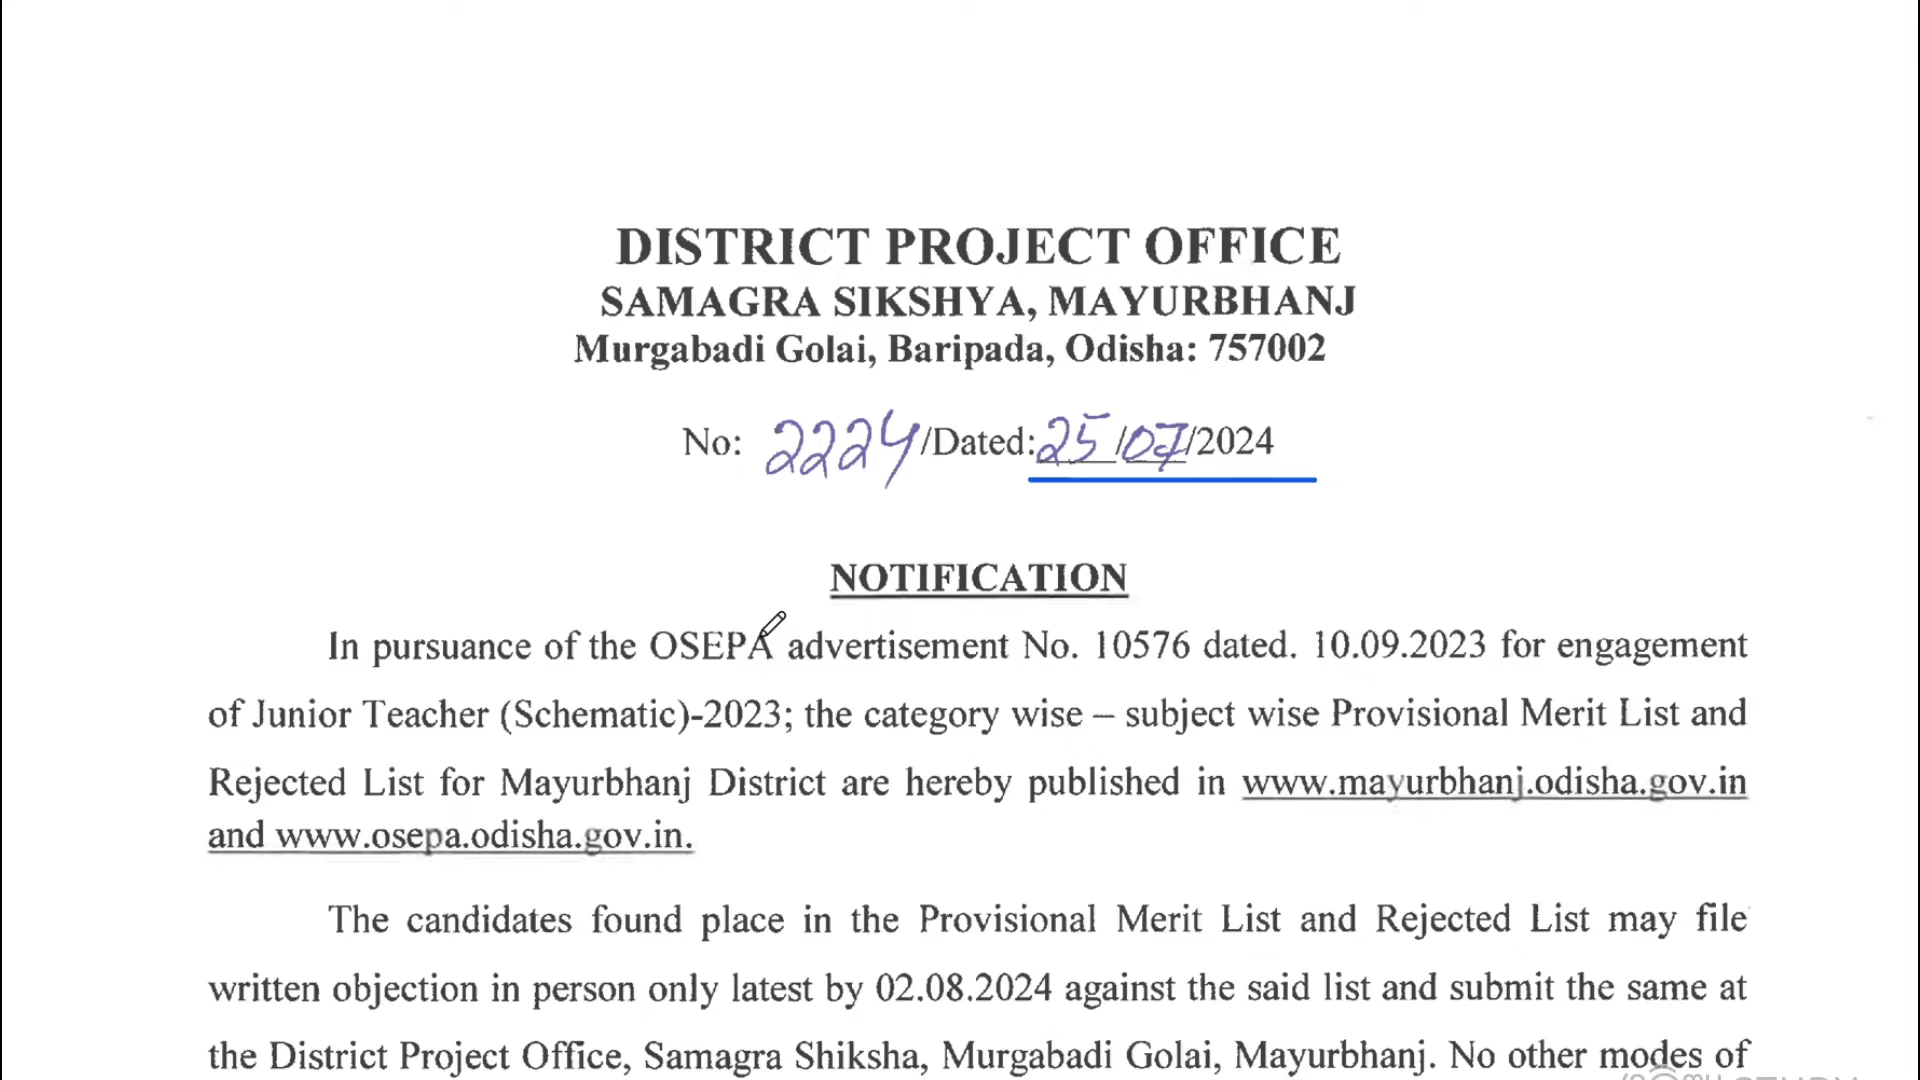 DISTRICT PROJECT OFFICE
SAMAGRA SIKSHYA, MAYURBHANJ
Murgabadi Golai, Baripada, Odisha: 757002
No: 2224/Dated:25/07/2024
NOTIFICATION
In pursuance of the OSEPA advertisement No. 10576 dated. 10.09.2023 for engagement
of Junior Teacher (Schematic)-2023; the category wise – subject wise Provisional Merit List and
Rejected List for Mayurbhanj District are hereby published in www.mayurbhanj.odisha.gov.in
and www.osepa.odisha.gov.in.
The candidates found place in the Provisional Merit List and Rejected List may file
written objection in person only latest by 02.08.2024 against the said list and submit the same at
the District Project Office, Samagra Shiksha, Murgabadi Golai, Mayurbhanj. No other modes of